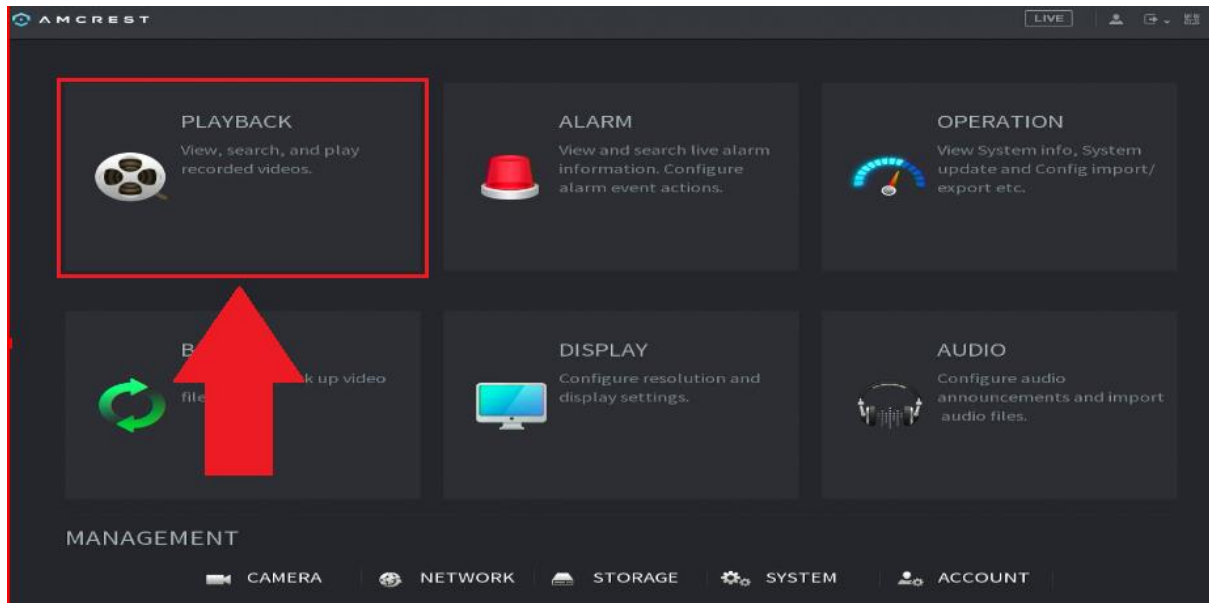 AMCREST
LIVE
PLAYBACK
View, search, and play
recorded videos.
ALARM
View and search live alarm
information. Configure
alarm event actions.
OPERATION
View System info, System
update and Config import/
export etc.
up video
DISPLAY
Configure resolution and
display settings.
AUDIO
Configure audio
announcements and import
audio files.
MANAGEMENT
CAMERA
NETWORK
STORAGE
SYSTEM
ACCOUNT